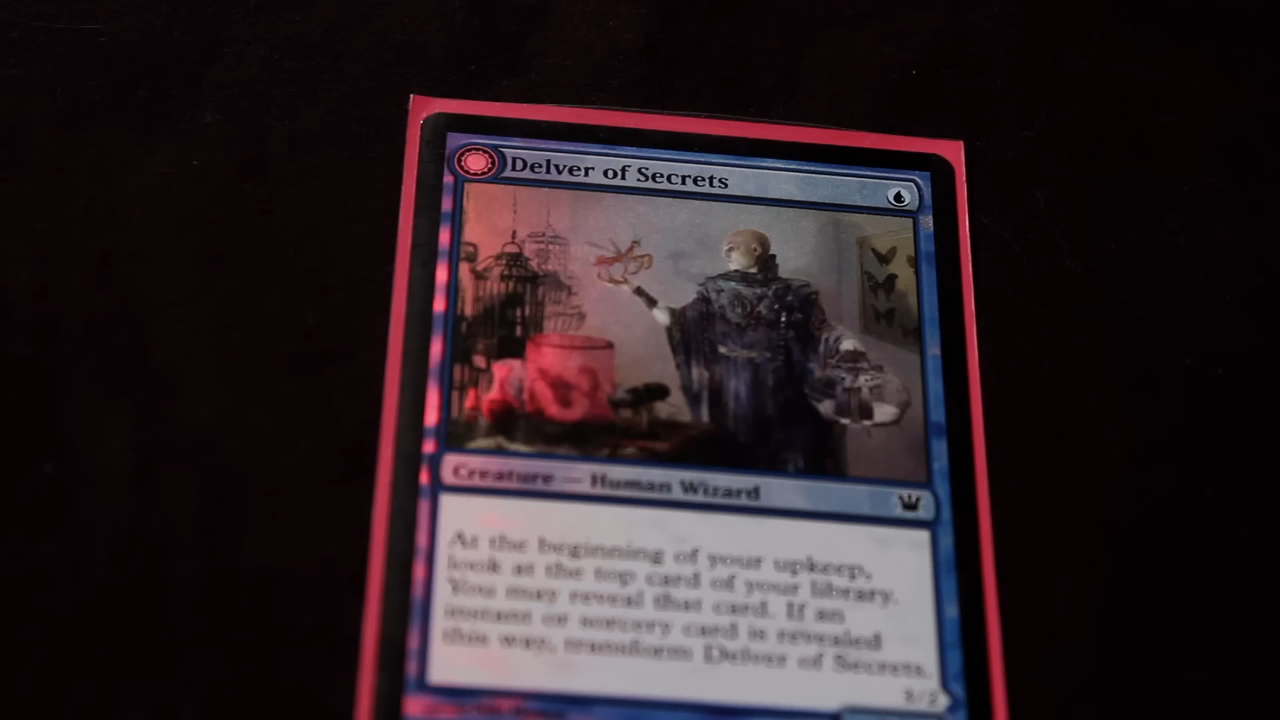 Delver of Secrets
Creature — Human Wizard
At the beginning of your upkeep,
look at the top card of your library.
You may reveal that card. If an
instant or sorcery card is revealed
this way, transform Delver of Secrets.
3/2